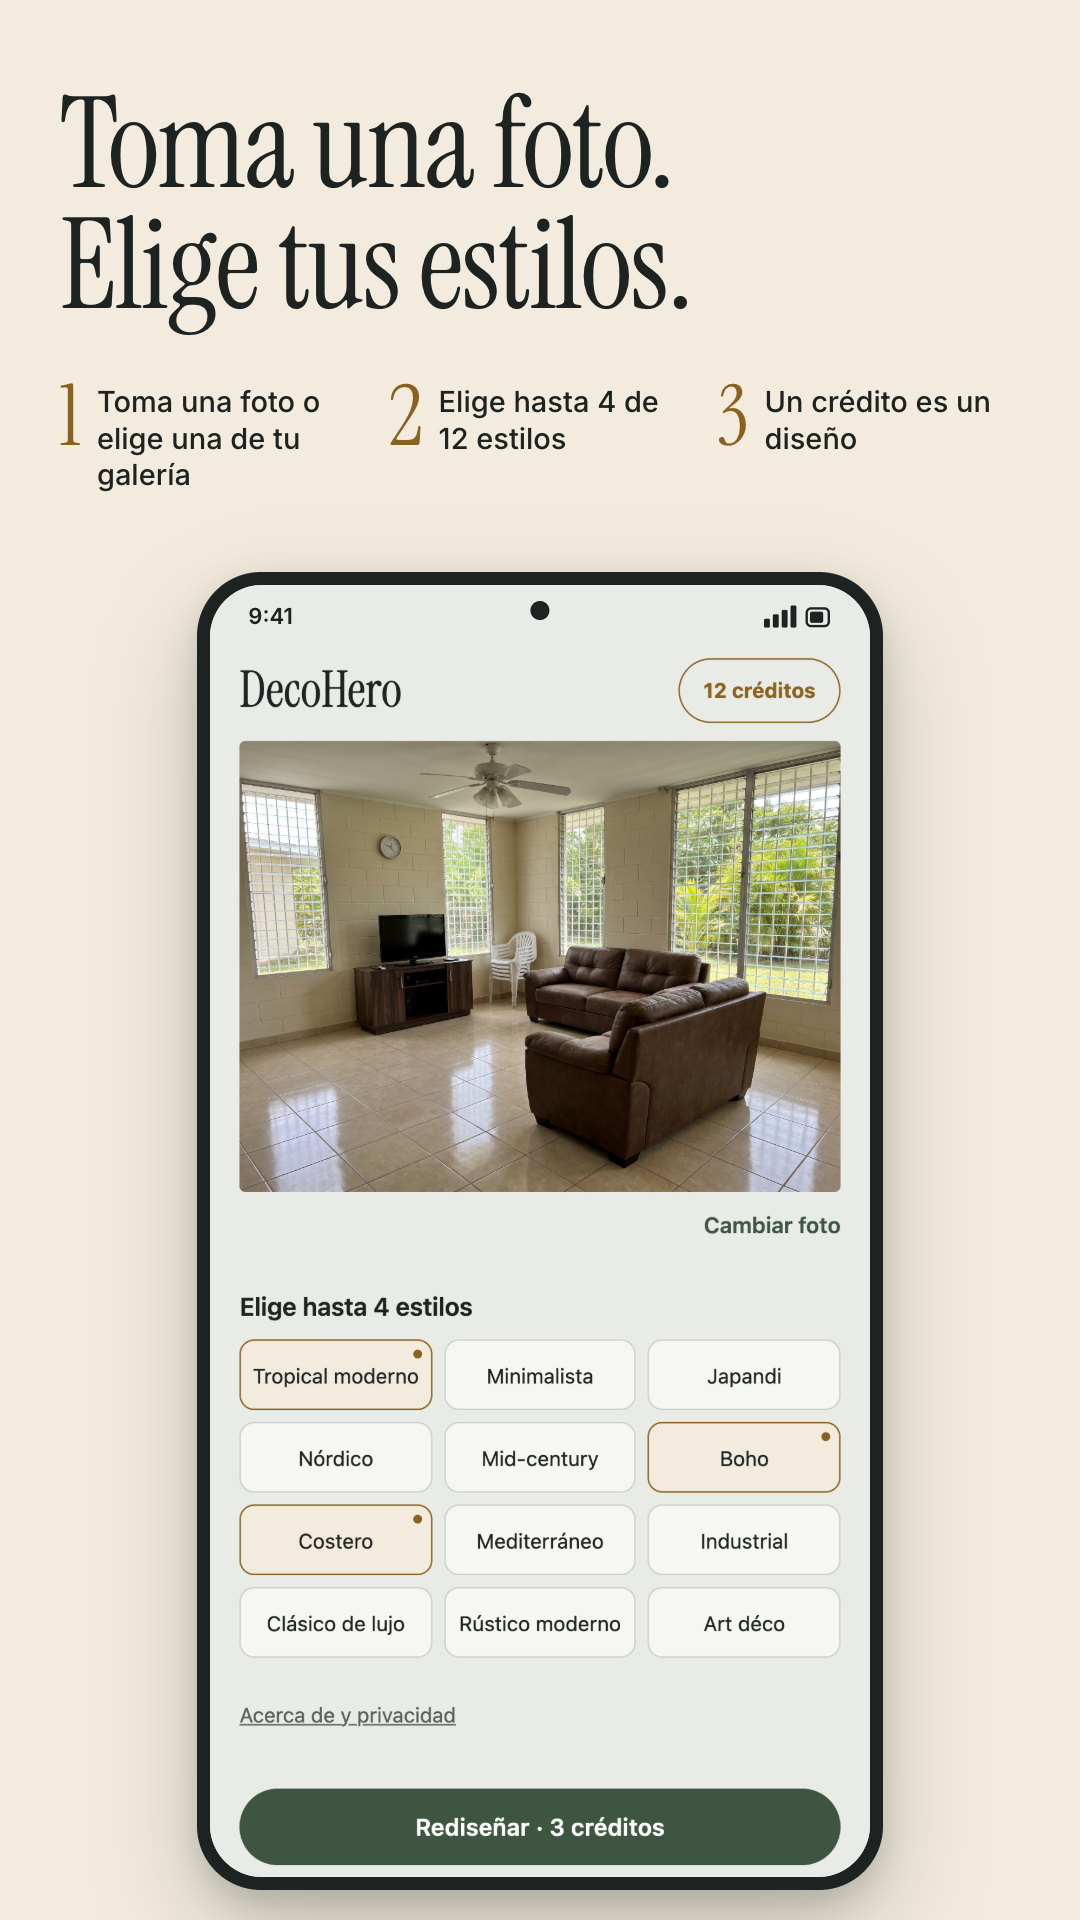 Toma una foto.
Elige tus estilos.
1 Toma una foto o
elige una de tu
galería
2 Elige hasta 4 de
12 estilos
3 Un crédito es un
diseño
9:41
DecoHero
12 créditos
Cambiar foto
Elige hasta 4 estilos
Tropical moderno
Minimalista
Japandi
Nórdico
Mid-century
Boho
Costero
Mediterráneo
Industrial
Clásico de lujo
Rústico moderno
Art déco
Acerca de y privacidad
Rediseñar · 3 créditos